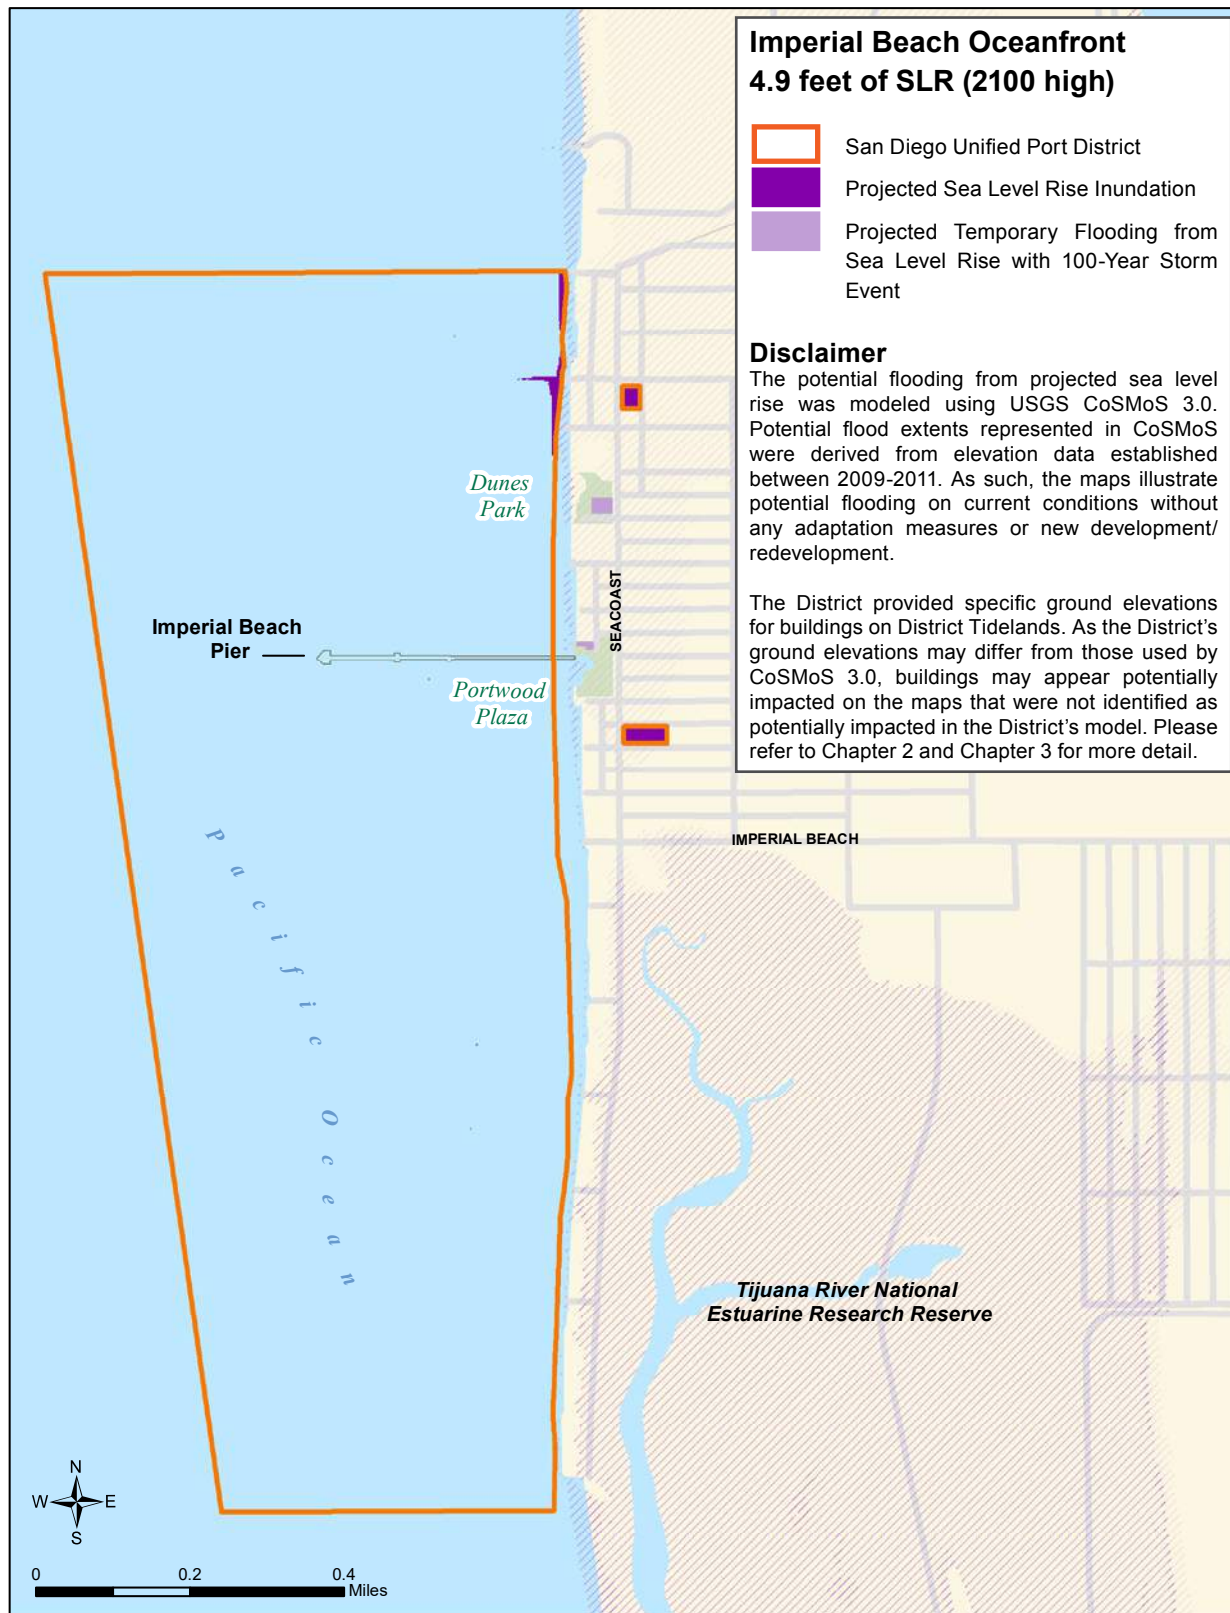 Imperial Beach Oceanfront
4.9 feet of SLR (2100 high)
San Diego Unified Port District
Projected Sea Level Rise Inundation
Projected Temporary Flooding from
Sea Level Rise with 100-Year Storm
Event
Disclaimer
The potential flooding from projected sea level
rise was modeled using USGS CoSMoS 3.0.
Potential flood extents represented in CoSMoS
were derived from elevation data established
between 2009-2011. As such, the maps illustrate
potential flooding on current conditions without
any adaptation measures or new development/
redevelopment.
The District provided specific ground elevations
for buildings on District Tidelands. As the District's
ground elevations may differ from those used by
CoSMoS 3.0, buildings may appear potentially
impacted on the maps that were not identified as
potentially impacted in the District's model. Please
refer to Chapter 2 and Chapter 3 for more detail.
Dunes
Park
SEACOAST
Imperial Beach
Pier
Portwood
Plaza
IMPERIAL BEACH
Pacific Ocean
Tijuana River National
Estuarine Research Reserve
N
W E
S
0 0.2 0.4
Miles